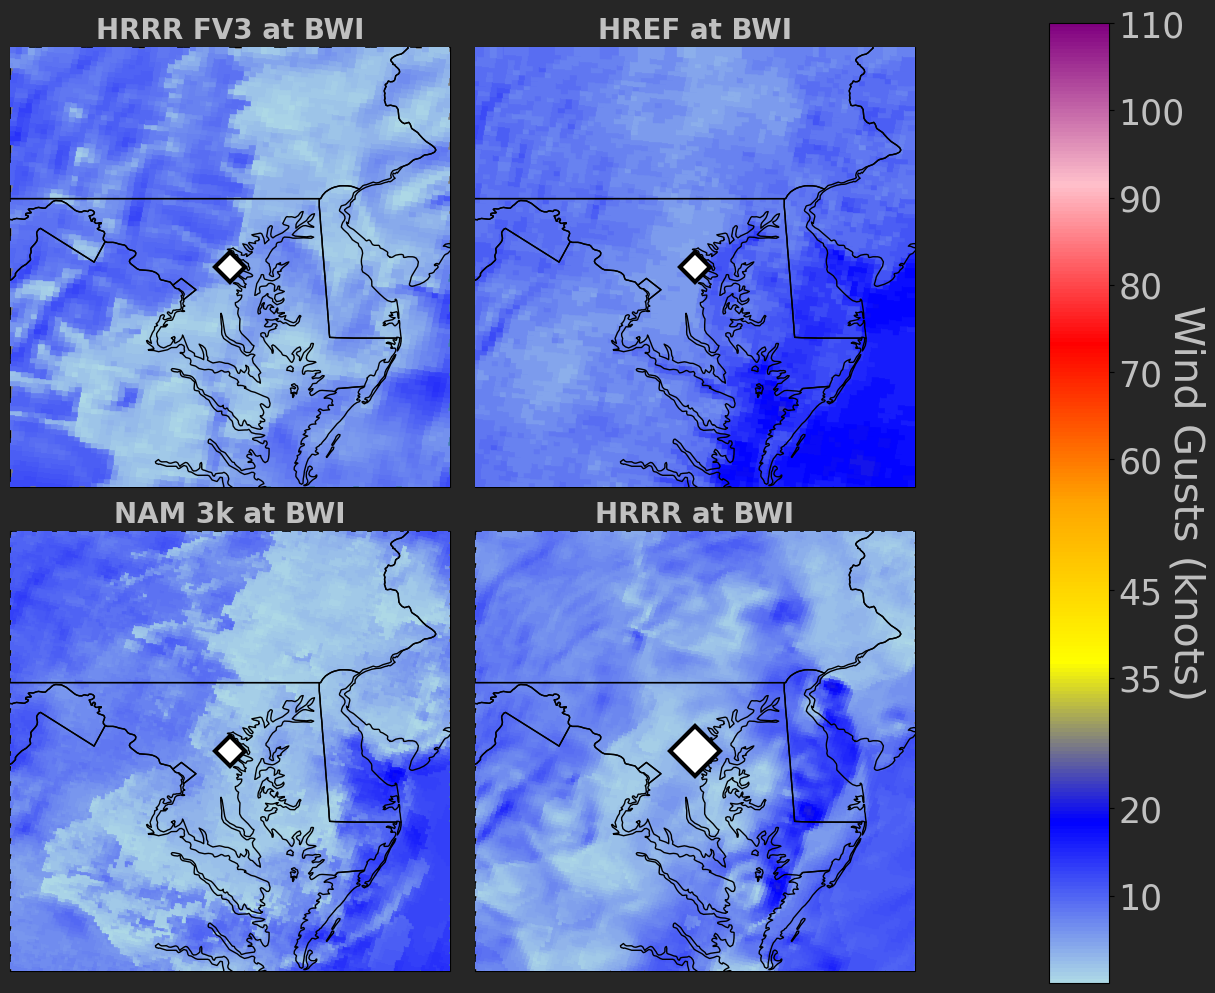 HRRR FV3 at BWI
HREF at BWI
NAM 3k at BWI
HRRR at BWI
110
100
90
80
70
60
45
35
20
10
Wind Gusts (knots)